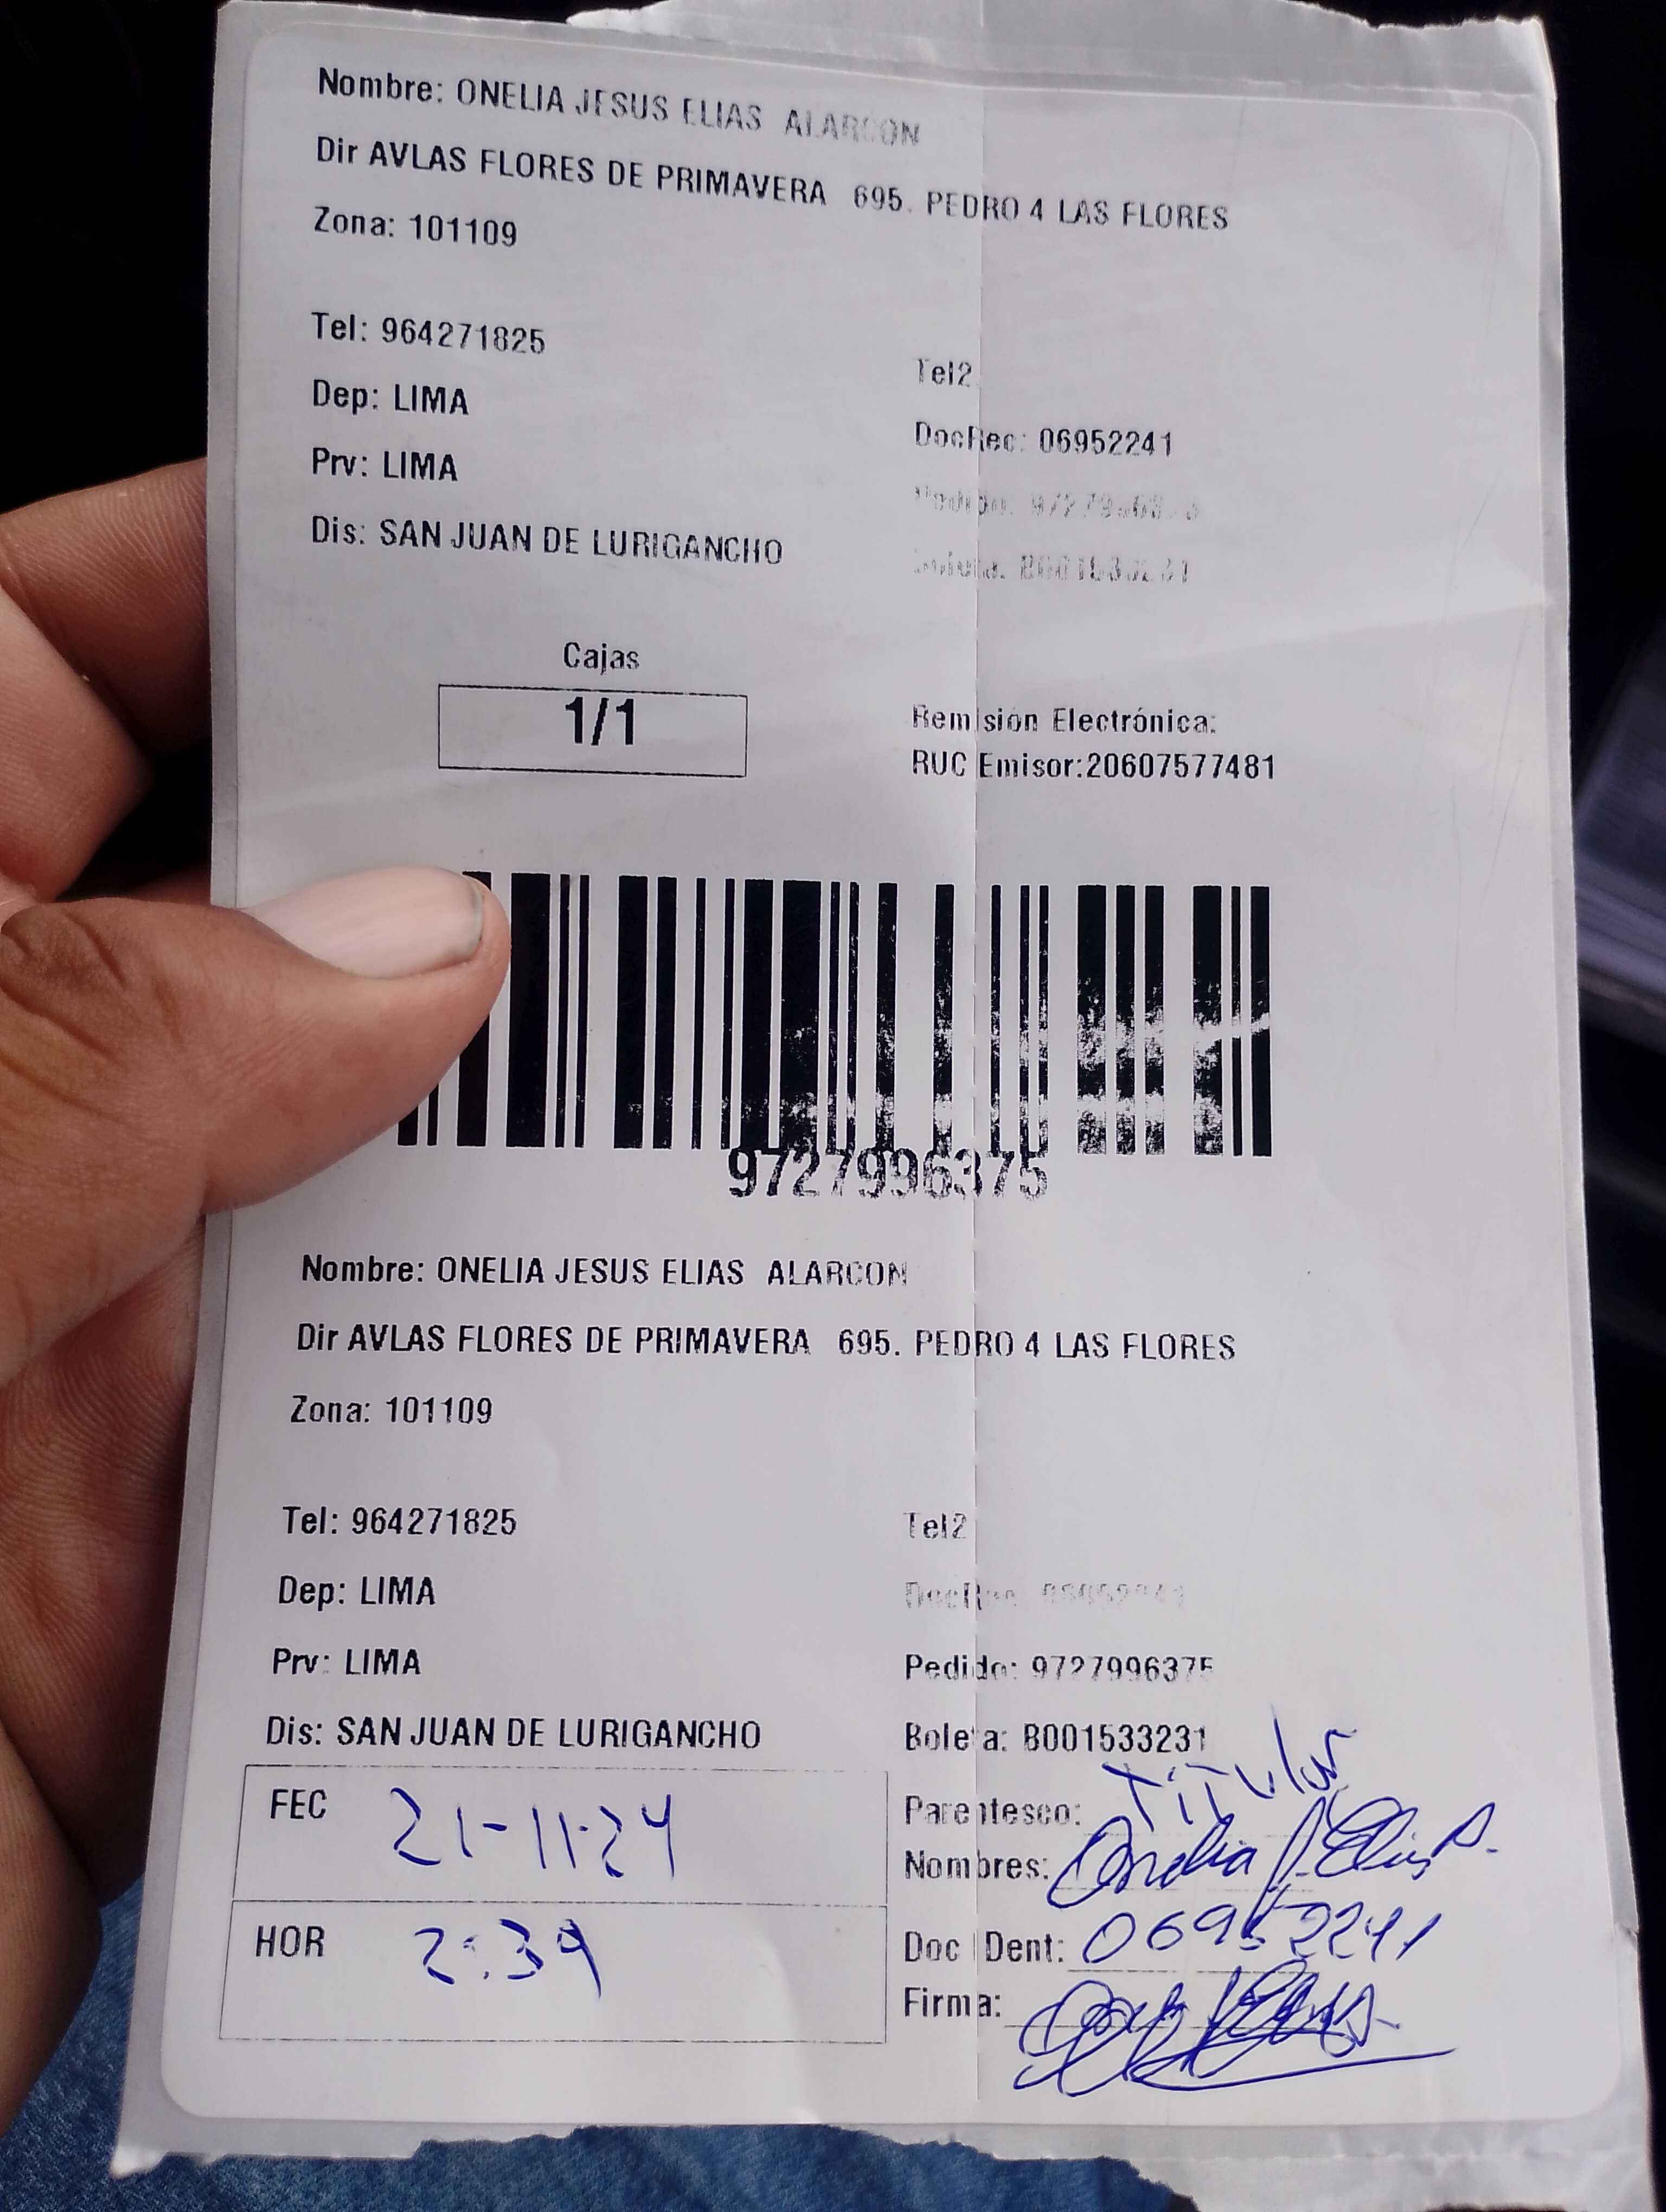 Nombre: ONELIA JESUS ELIAS ALARCON
Dir AVLAS FLORES DE PRIMAVERA 695. PEDRO 4 LAS FLORES
Zona: 101109
Tel: 964271825
Tel2
Dep: LIMA
DocRec: 06952241
Prv: LIMA
Dis: SAN JUAN DE LURIGANCHO
Cajas
1/1
Remisión Electrónica:
RUC Emisor:20607577481
9727996375
Nombre: ONELIA JESUS ELIAS ALARCON
Dir AVLAS FLORES DE PRIMAVERA 695. PEDRO 4 LAS FLORES
Zona: 101109
Tel: 964271825
Tel2
Dep: LIMA
Prv: LIMA
Pedido: 9727996375
Dis: SAN JUAN DE LURIGANCHO
Boleta: B001533231
FEC 21-11-24
Parentesco: Titular
Nombres: Onelia J. Elias A.
HOR 2:39
Doc Dent: 06952241
Firma: